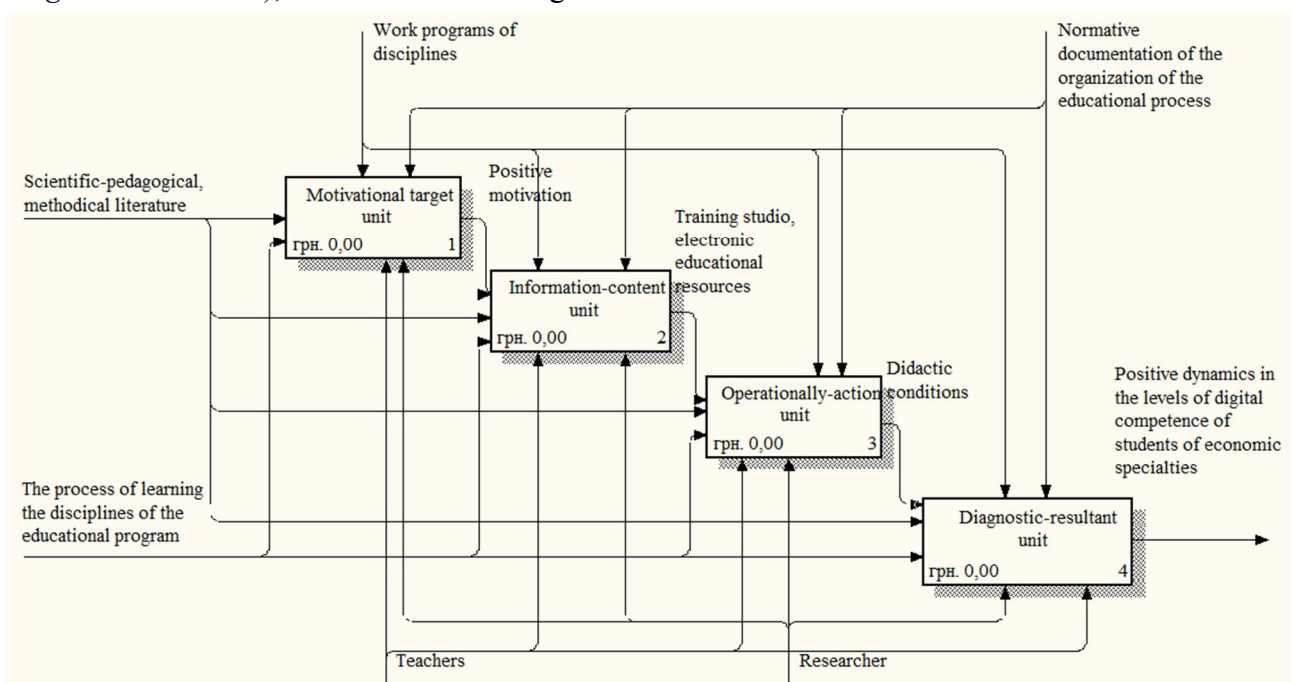 Work programs of
disciplines
Normative
documentation of the
organization of the
educational process
Scientific-pedagogical,
methodical literature
Motivational target
unit
грн. 0,00 1
Positive
motivation
Training studio,
electronic
educational
resources
Information-content
unit
грн. 0,00 2
Operationally-action
unit
грн. 0,00 3
Didactic
conditions
Positive dynamics in
the levels of digital
competence of
students of economic
specialties
The process of learning
the disciplines of the
educational program
Diagnostic-resultant
unit
грн. 0,00 4
Teachers
Researcher